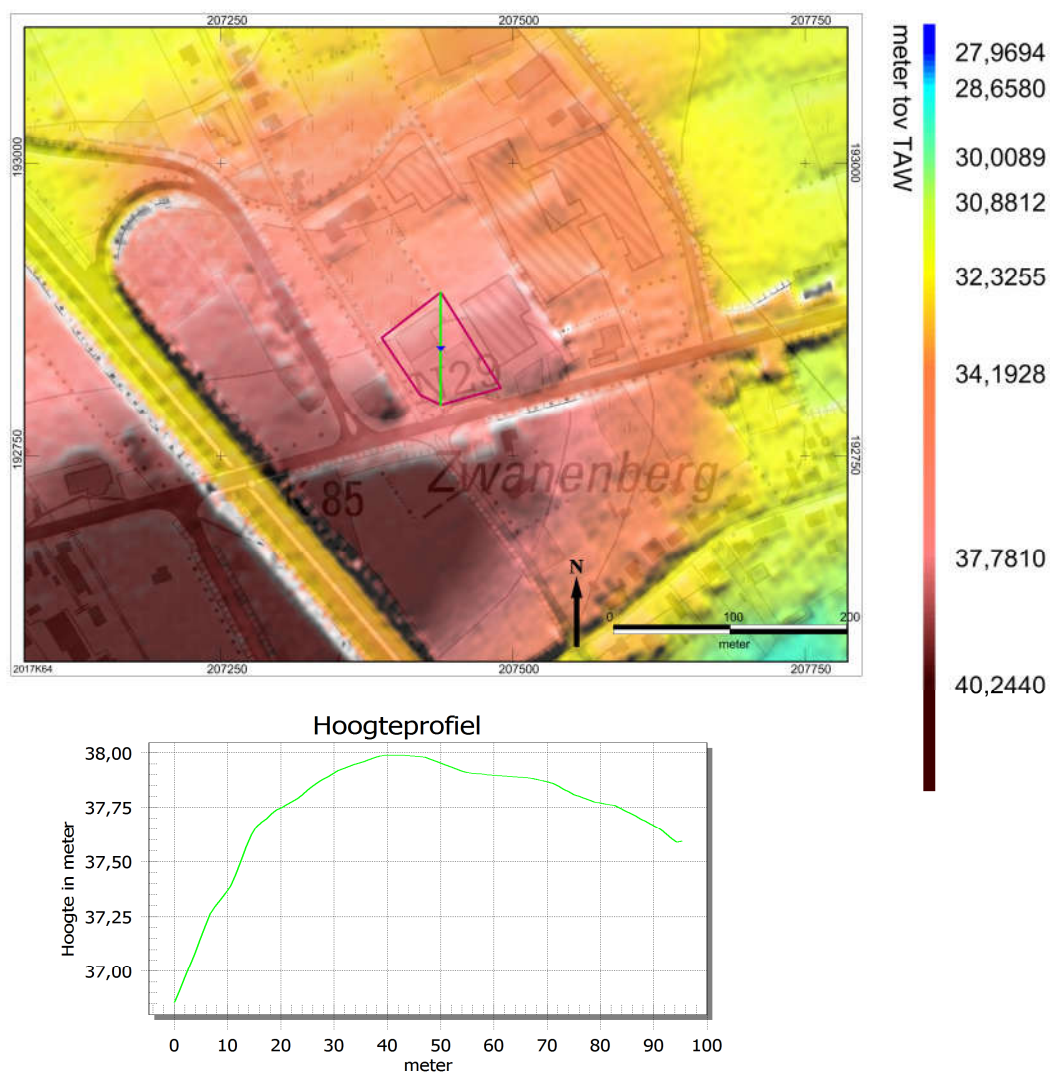 207250 207500 207750
193000
193000
192750
192750
N29
Zwanenberg
85
N
0 100 200
meter
2017K64
207250 207500 207750
meter tov TAW
27,9694
28,6580
30,0089
30,8812
32,3255
34,1928
37,7810
40,2440
Hoogteprofiel
Hoogte in meter
38,00
37,75
37,50
37,25
37,00
0 10 20 30 40 50 60 70 80 90 100
meter